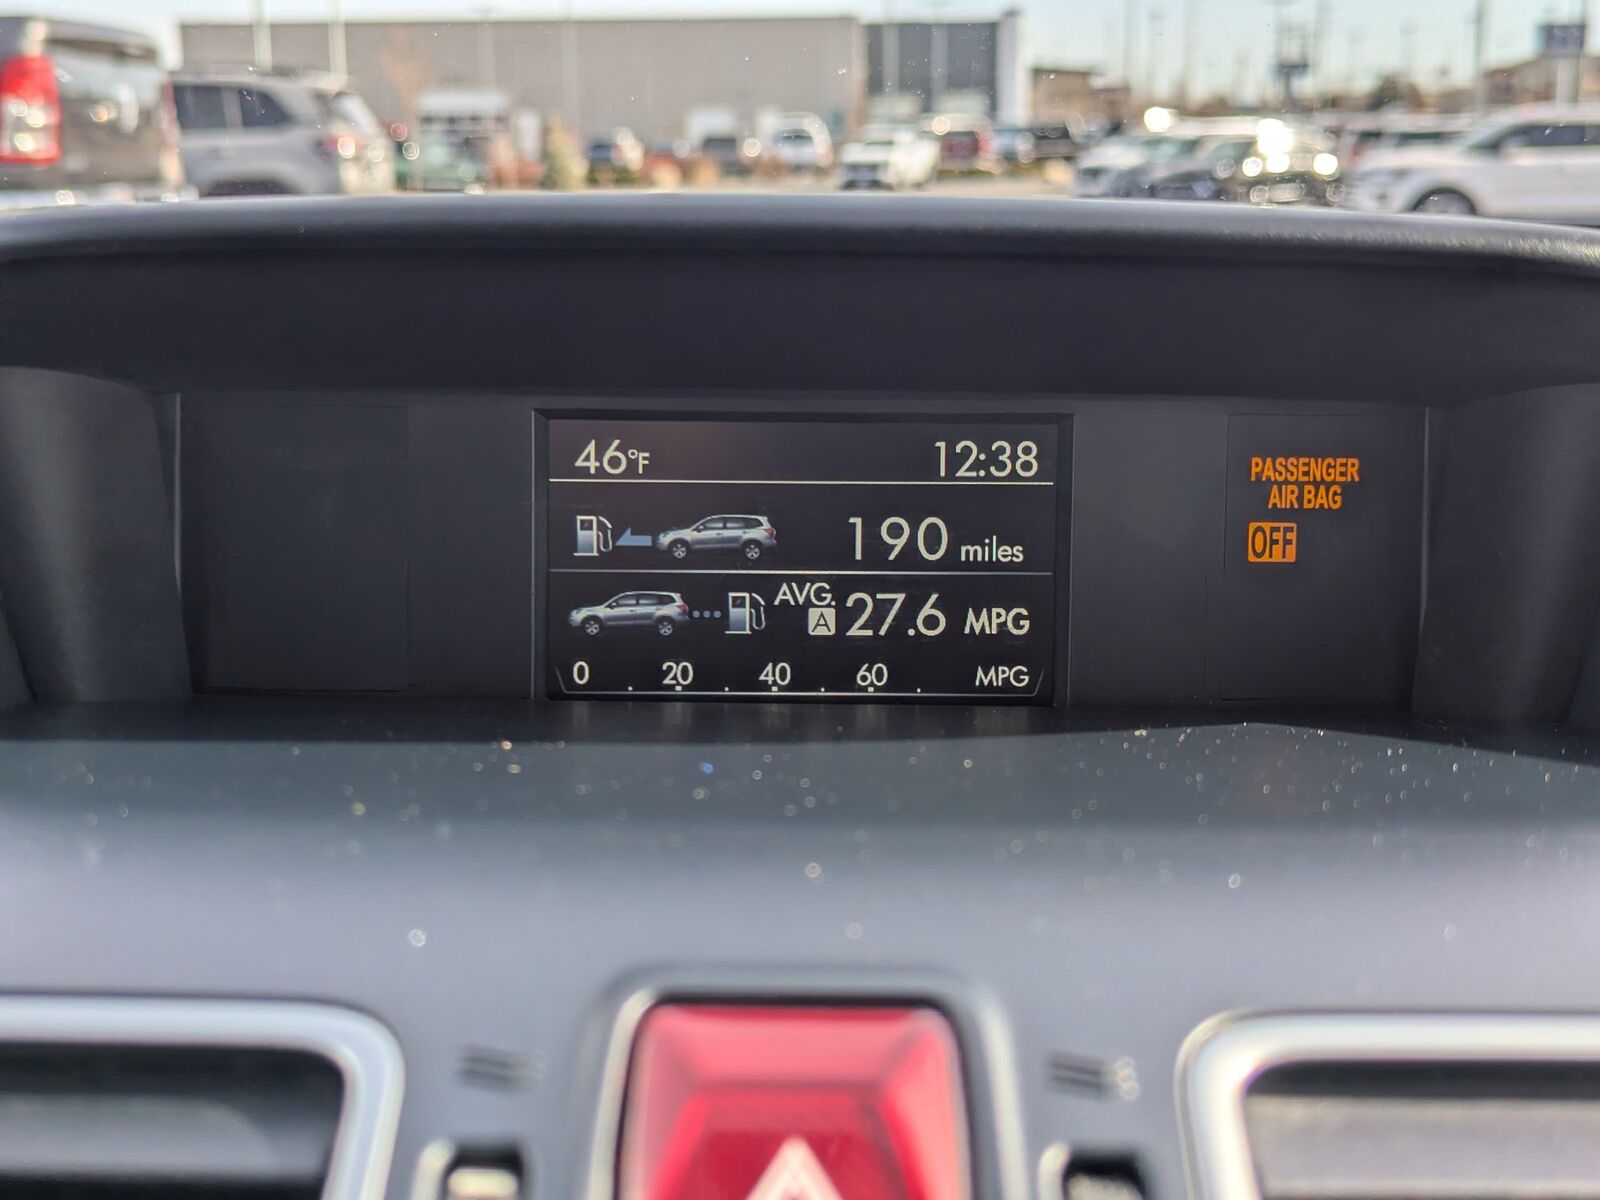 46°F 12:38
190 miles
AVG. A 27.6 MPG
0 20 40 60 MPG
PASSENGER
AIR BAG
OFF